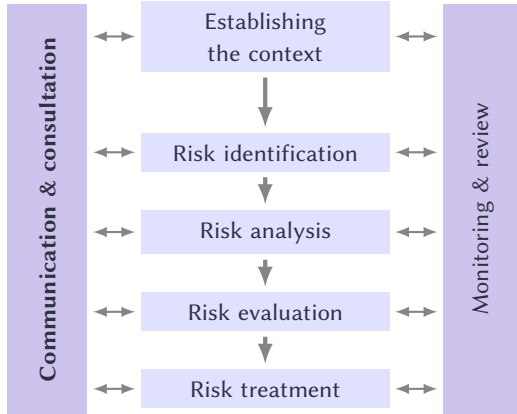 Communication & consultation
Establishing
the context
Risk identification
Risk analysis
Risk evaluation
Risk treatment
Monitoring & review